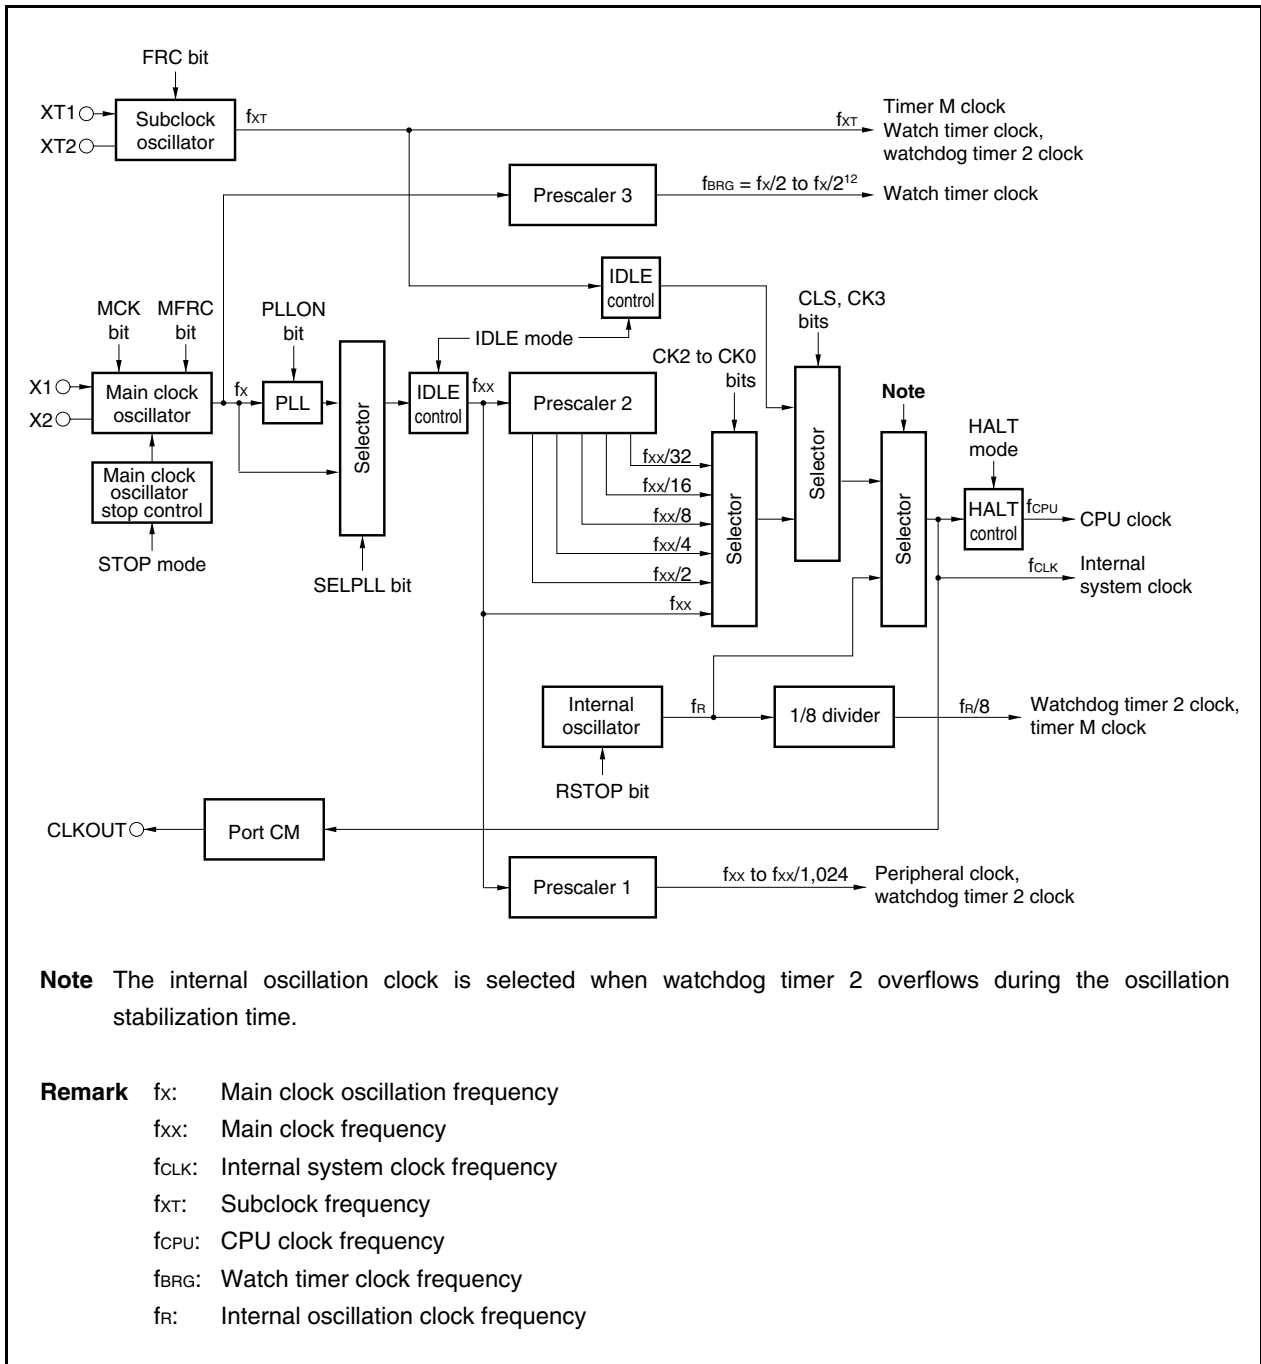 FRC bit
XT1
XT2
Subclock
oscillator
fXT
fXT
Timer M clock
Watch timer clock,
watchdog timer 2 clock
Prescaler 3
fBRG = fX/2 to fX/2^12
Watch timer clock
IDLE
control
MCK
bit
MFRC
bit
PLLON
bit
IDLE mode
CLS, CK3
bits
CK2 to CK0
bits
X1
X2
Main clock
oscillator
fX
PLL
Selector
IDLE
control
fXX
Prescaler 2
Note
HALT
mode
Main clock
oscillator
stop control
STOP mode
SELPLL bit
fXX/32
fXX/16
fXX/8
fXX/4
fXX/2
fXX
Selector
Selector
Selector
HALT
control
fCPU
CPU clock
fCLK
Internal
system clock
Internal
oscillator
fR
1/8 divider
fR/8
Watchdog timer 2 clock,
timer M clock
RSTOP bit
CLKOUT
Port CM
Prescaler 1
fXX to fXX/1,024
Peripheral clock,
watchdog timer 2 clock
Note The internal oscillation clock is selected when watchdog timer 2 overflows during the oscillation
stabilization time.
Remark fX: Main clock oscillation frequency
fXX: Main clock frequency
fCLK: Internal system clock frequency
fXT: Subclock frequency
fCPU: CPU clock frequency
fBRG: Watch timer clock frequency
fR: Internal oscillation clock frequency